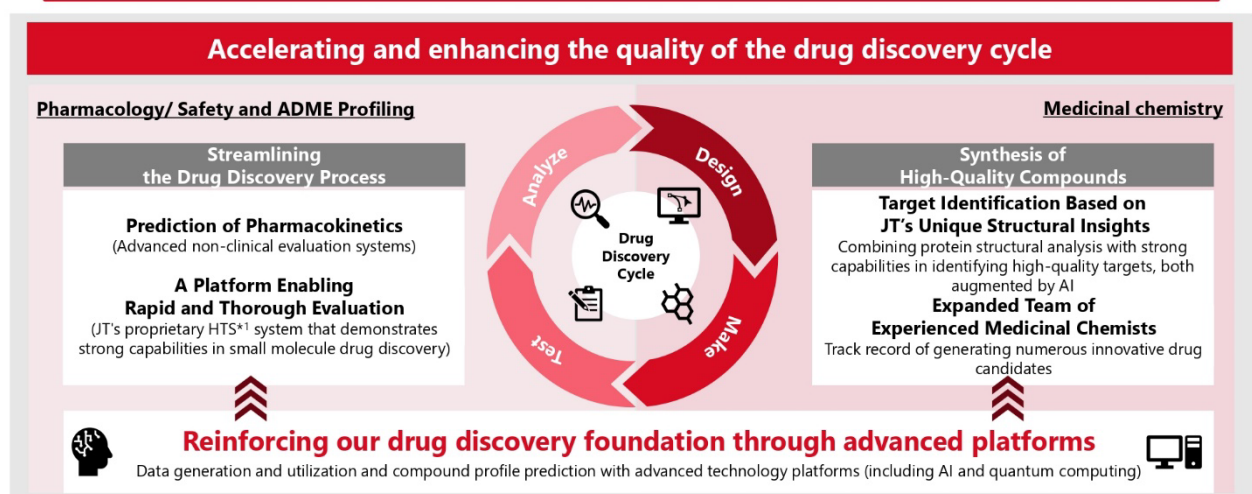 Accelerating and enhancing the quality of the drug discovery cycle
Pharmacology/ Safety and ADME Profiling
Streamlining
the Drug Discovery Process
Prediction of Pharmacokinetics
(Advanced non-clinical evaluation systems)
A Platform Enabling
Rapid and Thorough Evaluation
(JT's proprietary HTS*1 system that demonstrates
strong capabilities in small molecule drug discovery)
Analyze
Design
Drug
Discovery
Cycle
Test
Make
Medicinal chemistry
Synthesis of
High-Quality Compounds
Target Identification Based on
JT’s Unique Structural Insights
Combining protein structural analysis with strong
capabilities in identifying high-quality targets, both
augmented by AI
Expanded Team of
Experienced Medicinal Chemists
Track record of generating numerous innovative drug
candidates
Reinforcing our drug discovery foundation through advanced platforms
Data generation and utilization and compound profile prediction with advanced technology platforms (including AI and quantum computing)